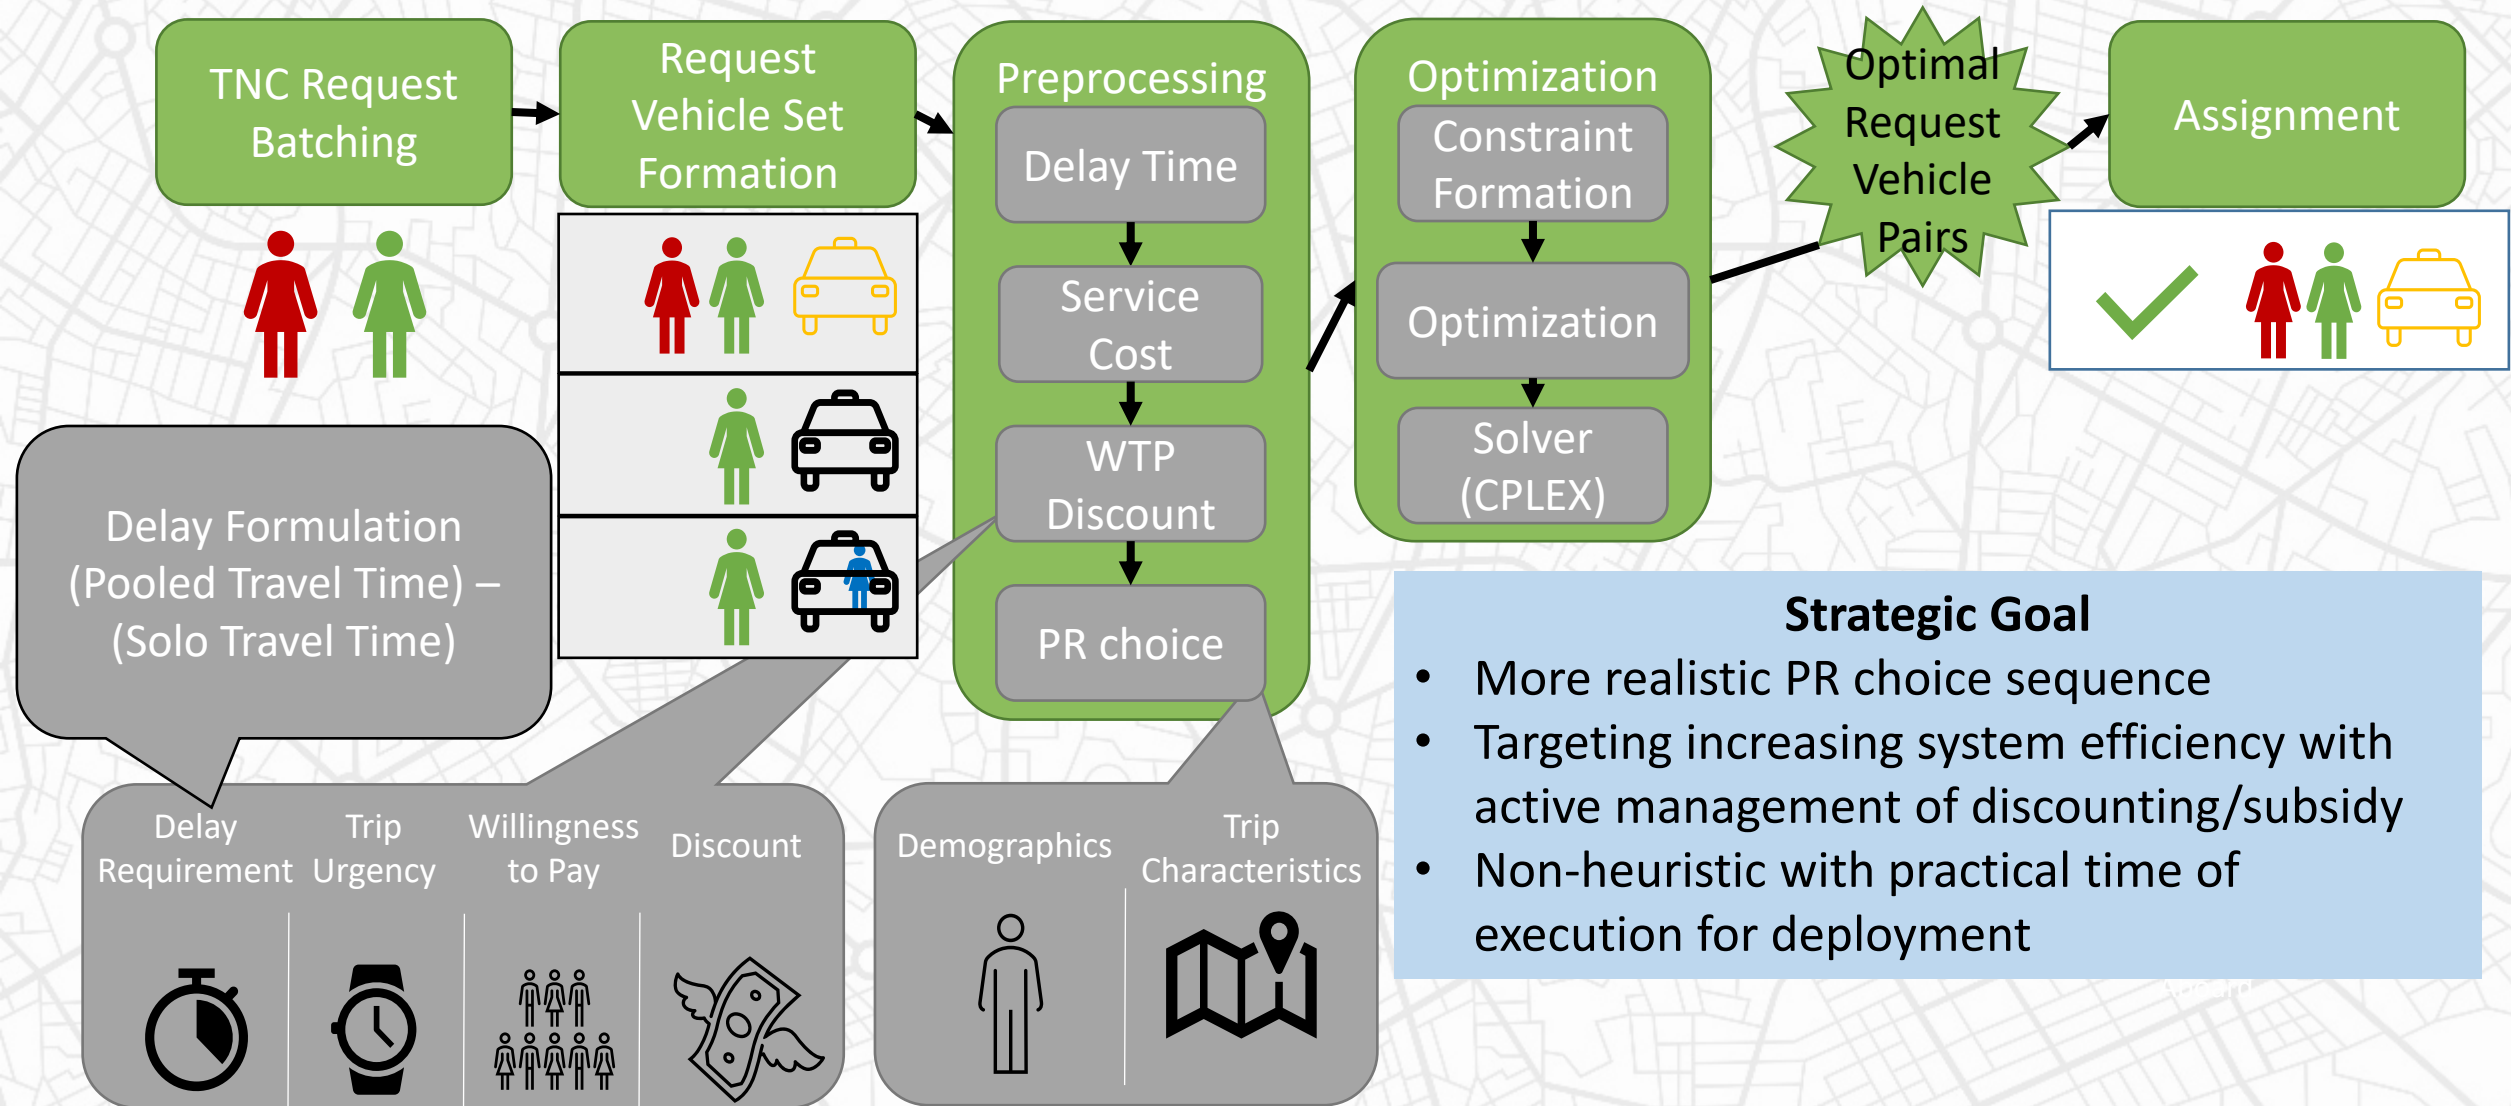 TNC Request
Batching
Request
Vehicle Set
Formation
Preprocessing
Delay Time
Service
Cost
WTP
Discount
PR choice
Optimization
Constraint
Formation
Optimization
Solver
(CPLEX)
Optimal
Request
Vehicle
Pairs
Assignment
Delay Formulation
(Pooled Travel Time) –
(Solo Travel Time)
Delay
Requirement
Trip
Urgency
Willingness
to Pay
Discount
Demographics
Trip
Characteristics
Strategic Goal
• More realistic PR choice sequence
• Targeting increasing system efficiency with
active management of discounting/subsidy
• Non-heuristic with practical time of
execution for deployment